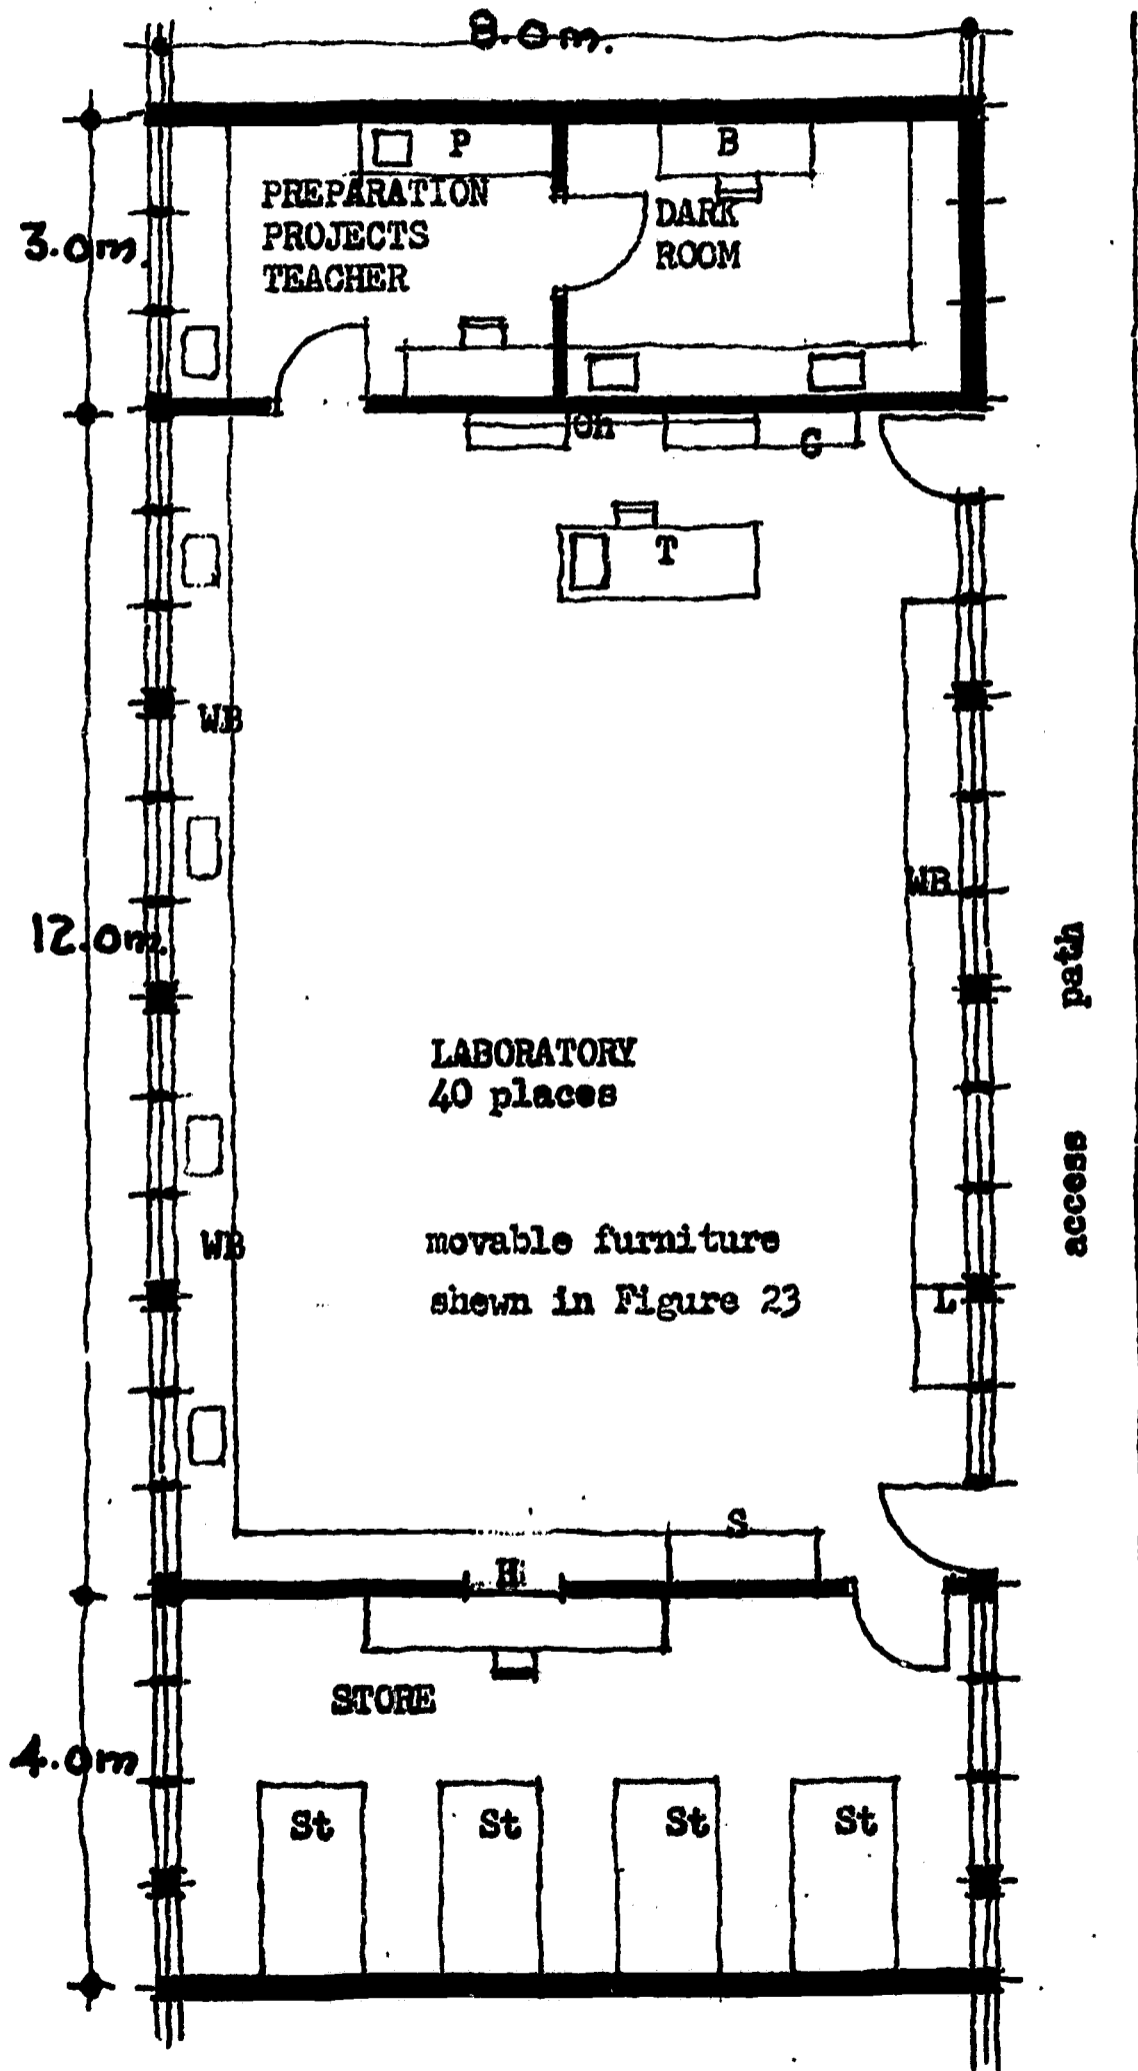 8.0m.
P
B
PREPARATION
PROJECTS
TEACHER
DARK
ROOM
3.0m.
Ch
G
T
WB
WB
12.0m.
path
access
LABORATORY
40 places
movable furniture
shown in Figure 23
WB
L
S
Hi
STORE
4.0m
St
St
St
St